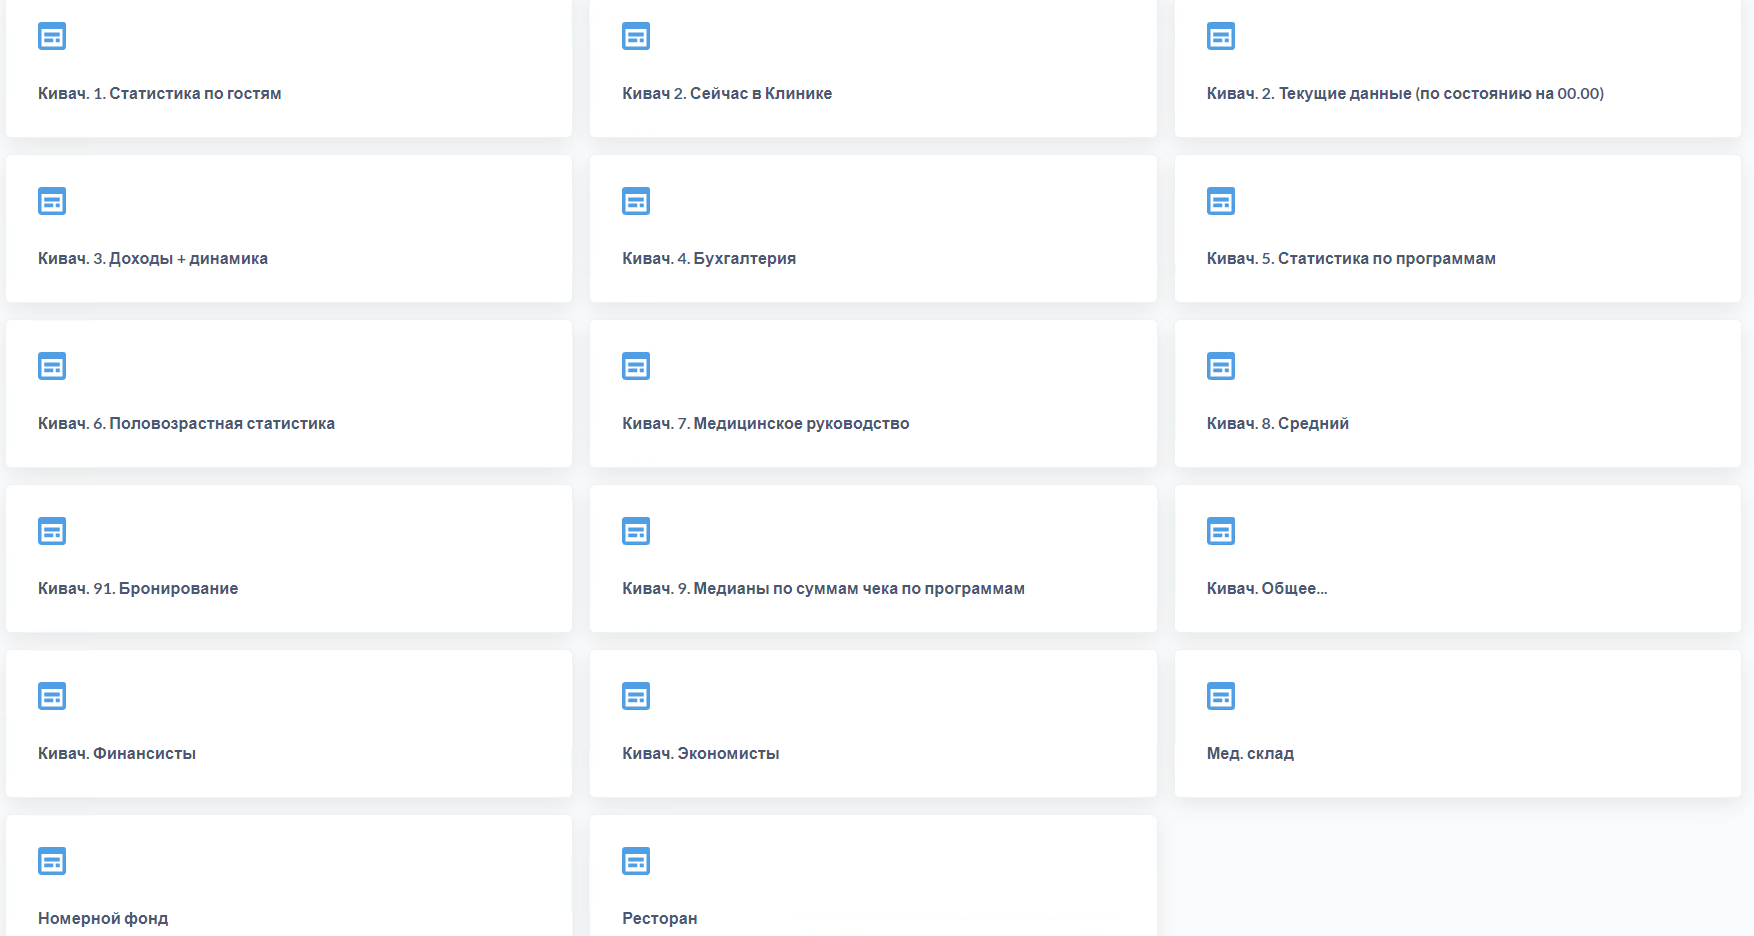 Кивач. 1. Статистика по гостям
Кивач 2. Сейчас в Клинике
Кивач. 2. Текущие данные (по состоянию на 00.00)
Кивач. 3. Доходы + динамика
Кивач. 4. Бухгалтерия
Кивач. 5. Статистика по программам
Кивач. 6. Половозрастная статистика
Кивач. 7. Медицинское руководство
Кивач. 8. Средний
Кивач. 91. Бронирование
Кивач. 9. Медианы по суммам чека по программам
Кивач. Общее...
Кивач. Финансисты
Кивач. Экономисты
Мед. склад
Номерной фонд
Ресторан